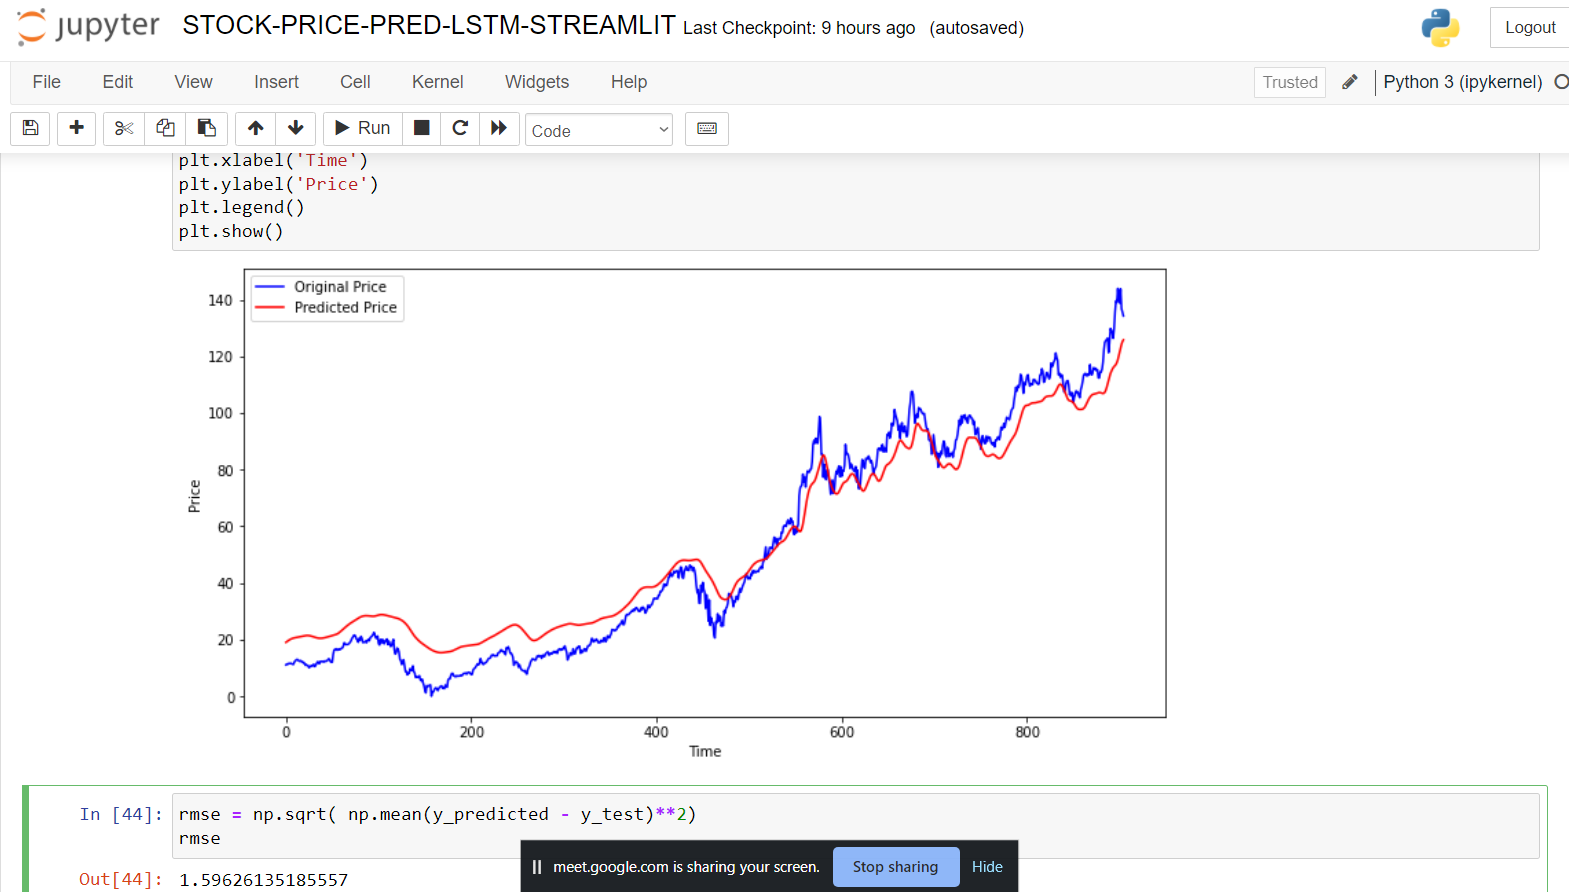 jupyter STOCK-PRICE-PRED-LSTM-STREAMLIT Last Checkpoint: 9 hours ago (autosaved) Logout
File Edit View Insert Cell Kernel Widgets Help Trusted Python 3 (ipykernel)
Run Code
plt.xlabel('Time')
plt.ylabel('Price')
plt.legend()
plt.show()
Original Price
Predicted Price
140
120
100
80
60
40
20
0
Price
0 200 400 600 800
Time
In [44]: rmse = np.sqrt( np.mean(y_predicted - y_test)**2)
rmse
meet.google.com is sharing your screen. Stop sharing Hide
Out[44]: 1.59626135185557